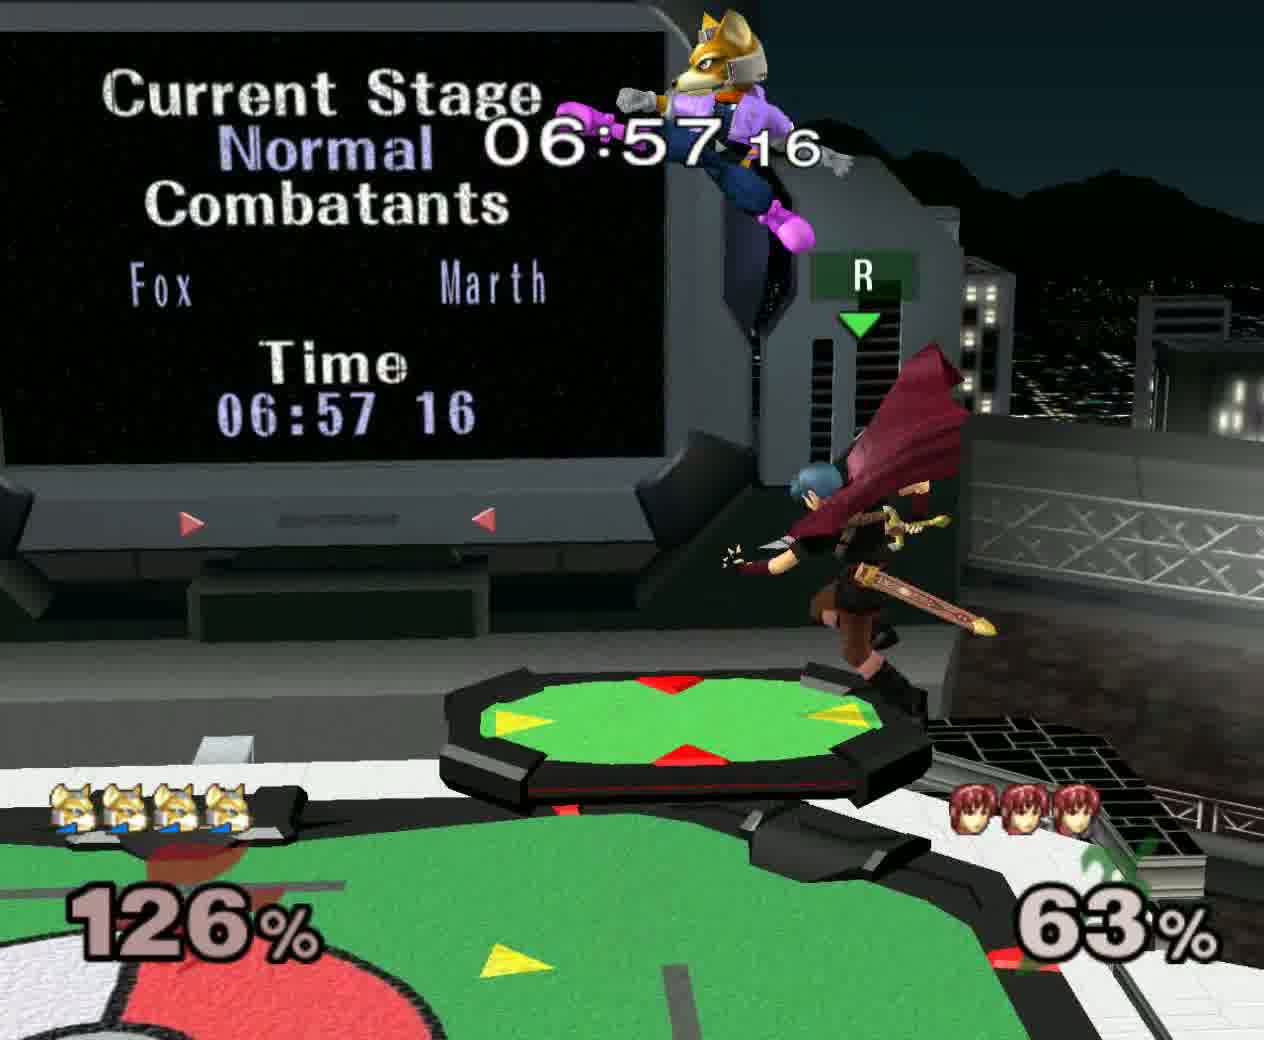 Current Stage
Normal
Combatants
Fox Marth
Time
06:57 16
06:57 16
R
126%
63%